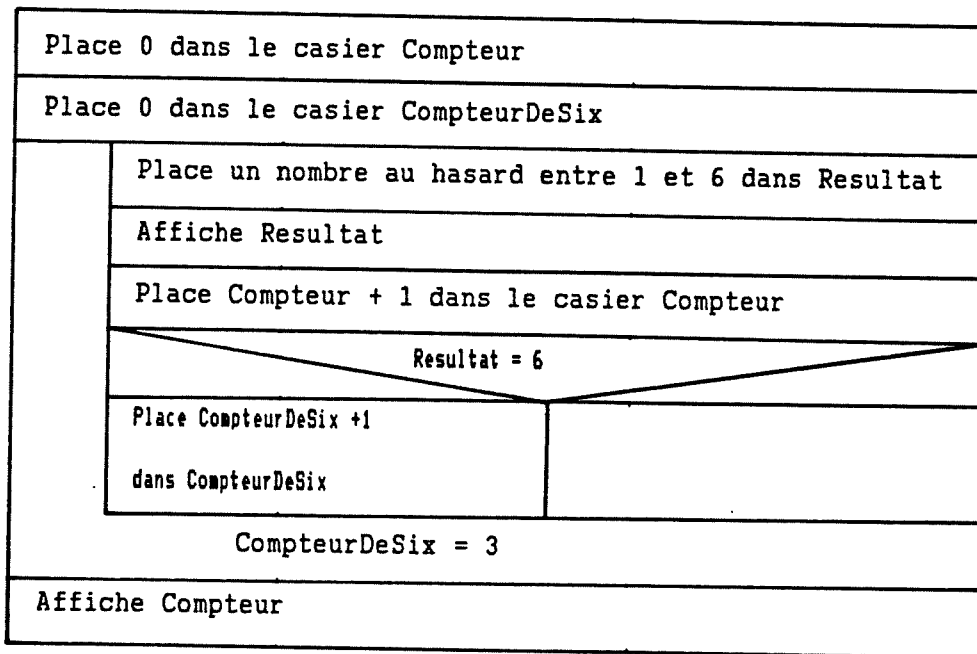 Place 0 dans le casier Compteur
Place 0 dans le casier CompteurDeSix
Place un nombre au hasard entre 1 et 6 dans Resultat
Affiche Resultat
Place Compteur + 1 dans le casier Compteur
Resultat = 6
Place CompteurDeSix +1
dans CompteurDeSix
CompteurDeSix = 3
Affiche Compteur